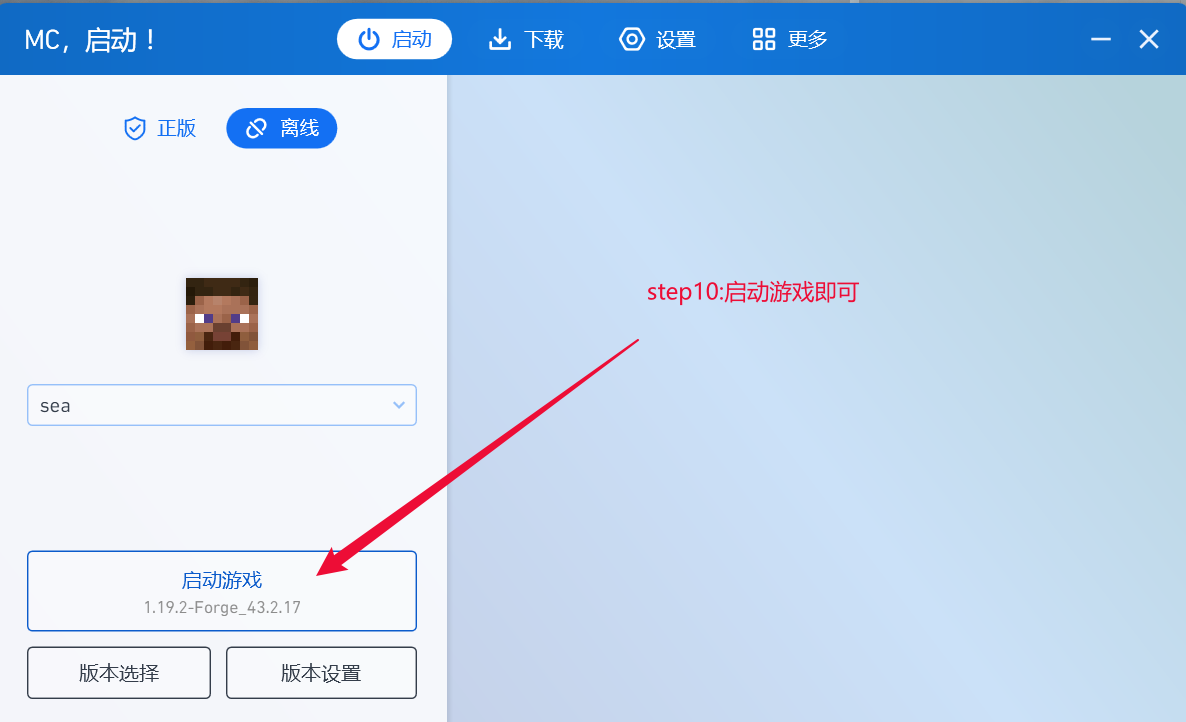 MC，启动！
启动
下载
设置
更多
正版
离线
step10:启动游戏即可
sea
启动游戏
1.19.2-Forge_43.2.17
版本选择
版本设置